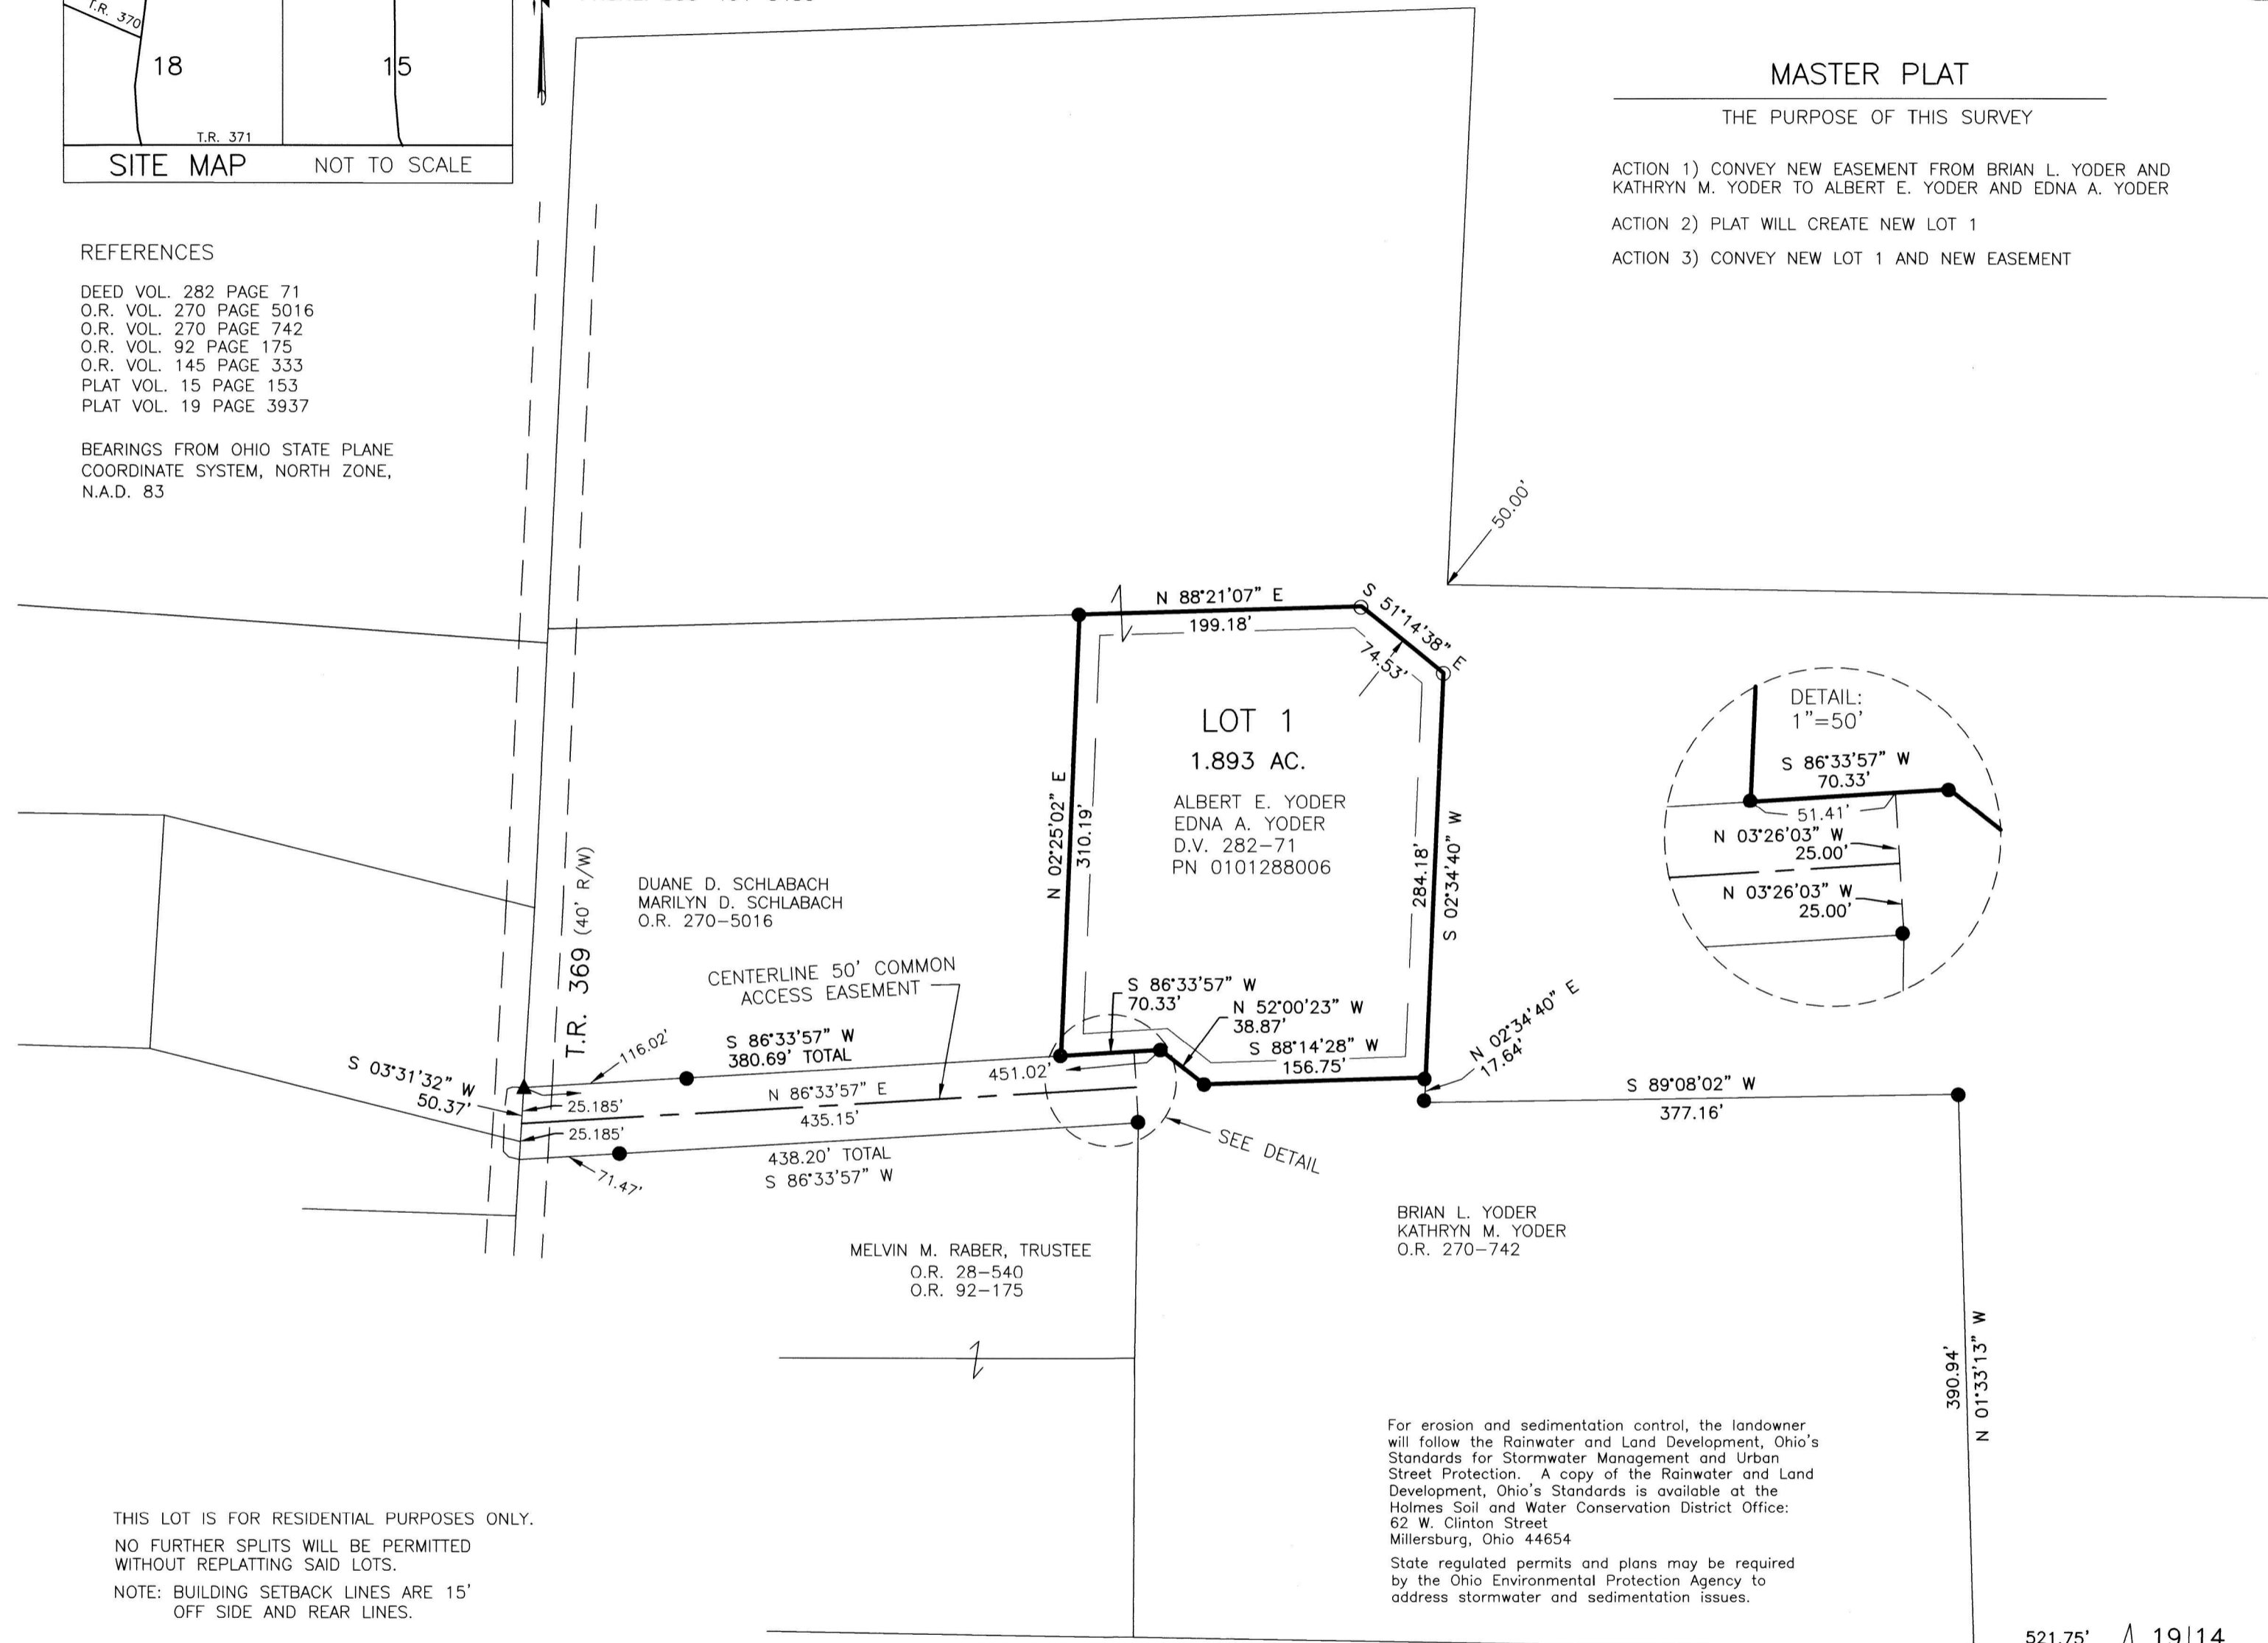 T.R. 370
18
15
T.R. 371
SITE MAP NOT TO SCALE
REFERENCES
DEED VOL. 282 PAGE 71
O.R. VOL. 270 PAGE 5016
O.R. VOL. 270 PAGE 742
O.R. VOL. 92 PAGE 175
O.R. VOL. 145 PAGE 333
PLAT VOL. 15 PAGE 153
PLAT VOL. 19 PAGE 3937
BEARINGS FROM OHIO STATE PLANE
COORDINATE SYSTEM, NORTH ZONE,
N.A.D. 83
MASTER PLAT
THE PURPOSE OF THIS SURVEY
ACTION 1) CONVEY NEW EASEMENT FROM BRIAN L. YODER AND
KATHRYN M. YODER TO ALBERT E. YODER AND EDNA A. YODER
ACTION 2) PLAT WILL CREATE NEW LOT 1
ACTION 3) CONVEY NEW LOT 1 AND NEW EASEMENT
50.00'
N 88°21'07" E
199.18'
S 51°14'38" E
74.53'
LOT 1
1.893 AC.
ALBERT E. YODER
EDNA A. YODER
D.V. 282-71
PN 0101288006
N 02°25'02" E
310.19'
284.18'
S 02°34'40" W
DETAIL:
1"=50'
S 86°33'57" W
70.33'
51.41'
N 03°26'03" W
25.00'
N 03°26'03" W
25.00'
T.R. 369 (40' R/W)
DUANE D. SCHLABACH
MARILYN D. SCHLABACH
O.R. 270-5016
CENTERLINE 50' COMMON
ACCESS EASEMENT
S 86°33'57" W
70.33'
N 52°00'23" W
38.87'
S 88°14'28" W
156.75'
N 02°34'40" E
17.64'
S 89°08'02" W
377.16'
116.02'
S 86°33'57" W
380.69' TOTAL
451.02'
S 03°31'32" W
50.37'
25.185'
N 86°33'57" E
435.15'
25.185'
438.20' TOTAL
S 86°33'57" W
71.47'
SEE DETAIL
BRIAN L. YODER
KATHRYN M. YODER
O.R. 270-742
MELVIN M. RABER, TRUSTEE
O.R. 28-540
O.R. 92-175
390.94'
N 01°33'13" W
For erosion and sedimentation control, the landowner
will follow the Rainwater and Land Development, Ohio's
Standards for Stormwater Management and Urban
Street Protection. A copy of the Rainwater and Land
Development, Ohio's Standards is available at the
Holmes Soil and Water Conservation District Office:
62 W. Clinton Street
Millersburg, Ohio 44654
State regulated permits and plans may be required
by the Ohio Environmental Protection Agency to
address stormwater and sedimentation issues.
THIS LOT IS FOR RESIDENTIAL PURPOSES ONLY.
NO FURTHER SPLITS WILL BE PERMITTED
WITHOUT REPLATTING SAID LOTS.
NOTE: BUILDING SETBACK LINES ARE 15'
OFF SIDE AND REAR LINES.
521.75'
19|14